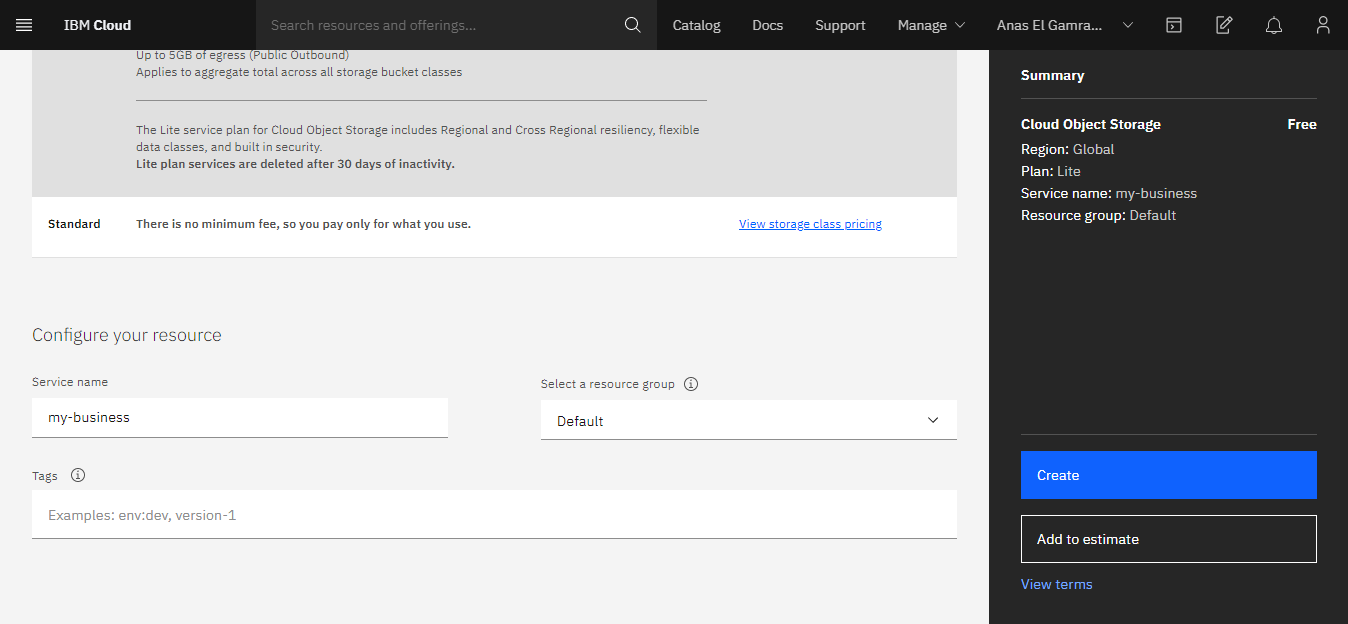 IBM Cloud
Search resources and offerings...
Catalog
Docs
Support
Manage
Anas El Gamra...
Up to 5GB of egress (Public Outbound)
Applies to aggregate total across all storage bucket classes
The Lite service plan for Cloud Object Storage includes Regional and Cross Regional resiliency, flexible
data classes, and built in security.
Lite plan services are deleted after 30 days of inactivity.
Standard
There is no minimum fee, so you pay only for what you use.
View storage class pricing
Configure your resource
Service name
my-business
Select a resource group
Default
Tags
Examples: env:dev, version-1
Summary
Cloud Object Storage
Free
Region: Global
Plan: Lite
Service name: my-business
Resource group: Default
Create
Add to estimate
View terms